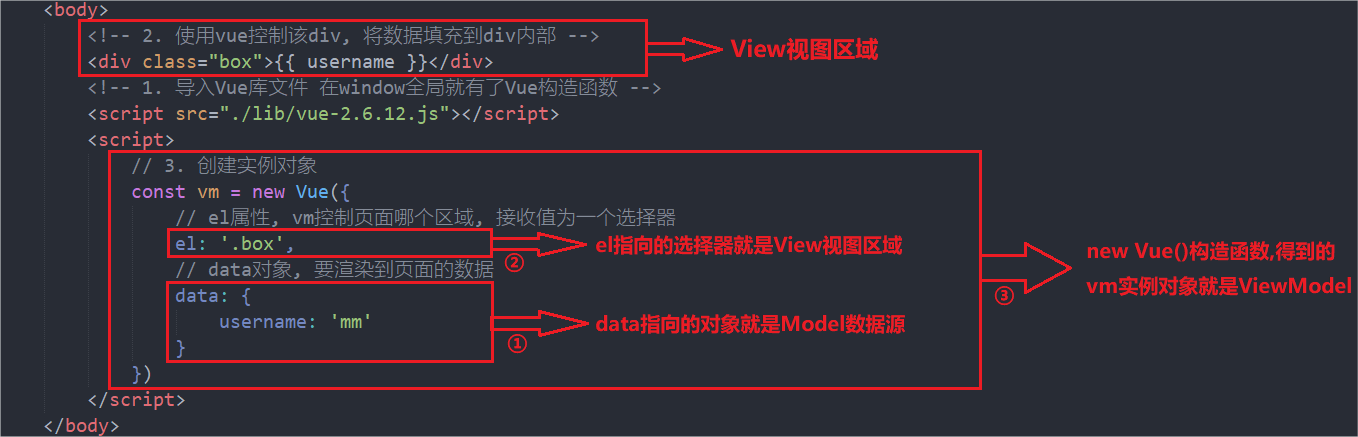 <body>
<!-- 2. 使用vue控制该div, 将数据填充到div内部 -->
<div class="box">{{ username }}</div>
View视图区域
<!-- 1. 导入Vue库文件 在window全局就有了Vue构造函数 -->
<script src="./lib/vue-2.6.12.js"></script>
<script>
// 3. 创建实例对象
const vm = new Vue({
// el属性, vm控制页面哪个区域, 接收值为一个选择器
el: '.box',
②
el指向的选择器就是View视图区域
// data对象, 要渲染到页面的数据
data: {
username: 'mm'
}
①
data指向的对象就是Model数据源
})
③
new Vue()构造函数,得到的
vm实例对象就是ViewModel
</script>
</body>